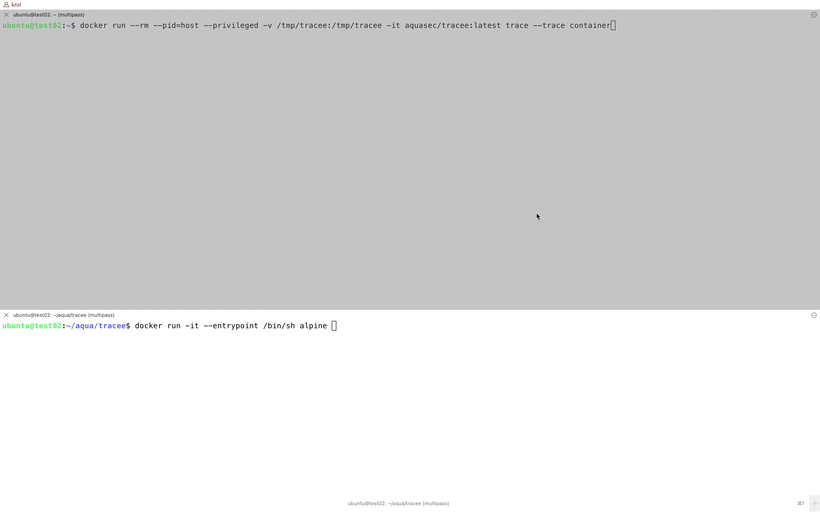 krol
ubuntu@test02: ~ (multipass)
ubuntu@test02:~$ docker run --rm --pid=host --privileged -v /tmp/tracee:/tmp/tracee -it aquasec/tracee:latest trace --trace container
ubuntu@test02: ~/aqua/tracee (multipass)
ubuntu@test02:~/aqua/tracee$ docker run -it --entrypoint /bin/sh alpine
ubuntu@test02: ~/aqua/tracee (multipass)
⌘1